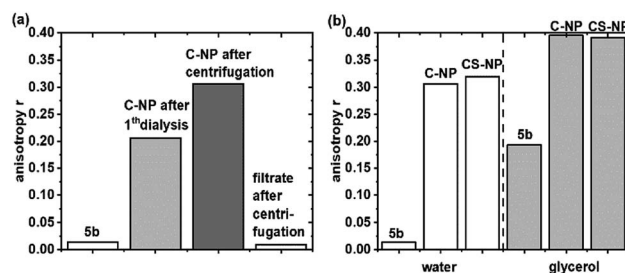 (a)
anisotropy r
0.40
0.35
0.30
0.25
0.20
0.15
0.10
0.05
0.00
5b
C-NP after
1thdialysis
C-NP after
centrifugation
filtrate
after
centri-
fugation
(b)
anisotropy r
0.40
0.35
0.30
0.25
0.20
0.15
0.10
0.05
0.00
5b
C-NP
CS-NP
5b
C-NP
CS-NP
water
glycerol